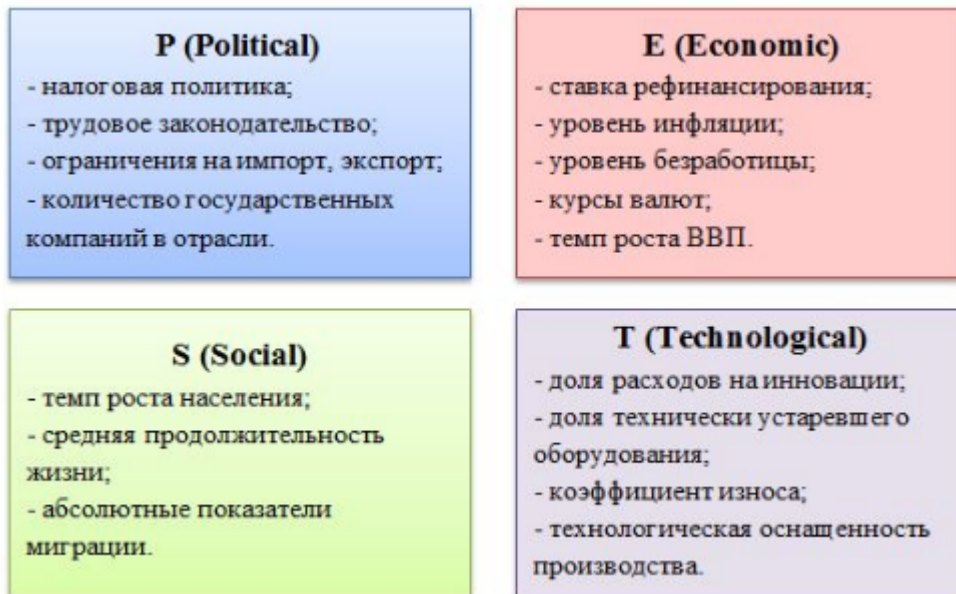 P (Political)
- налоговая политика;
- трудовое законодательство;
- ограничения на импорт, экспорт;
- количество государственных
компаний в отрасли.
E (Economic)
- ставка рефинансирования;
- уровень инфляции;
- уровень безработицы;
- курсы валют;
- темп роста ВВП.
S (Social)
- темп роста населения;
- средняя продолжительность
жизни;
- абсолютные показатели
миграции.
T (Technological)
- доля расходов на инновации;
- доля технически устаревшего
оборудования;
- коэффициент износа;
- технологическая оснащенность
производства.